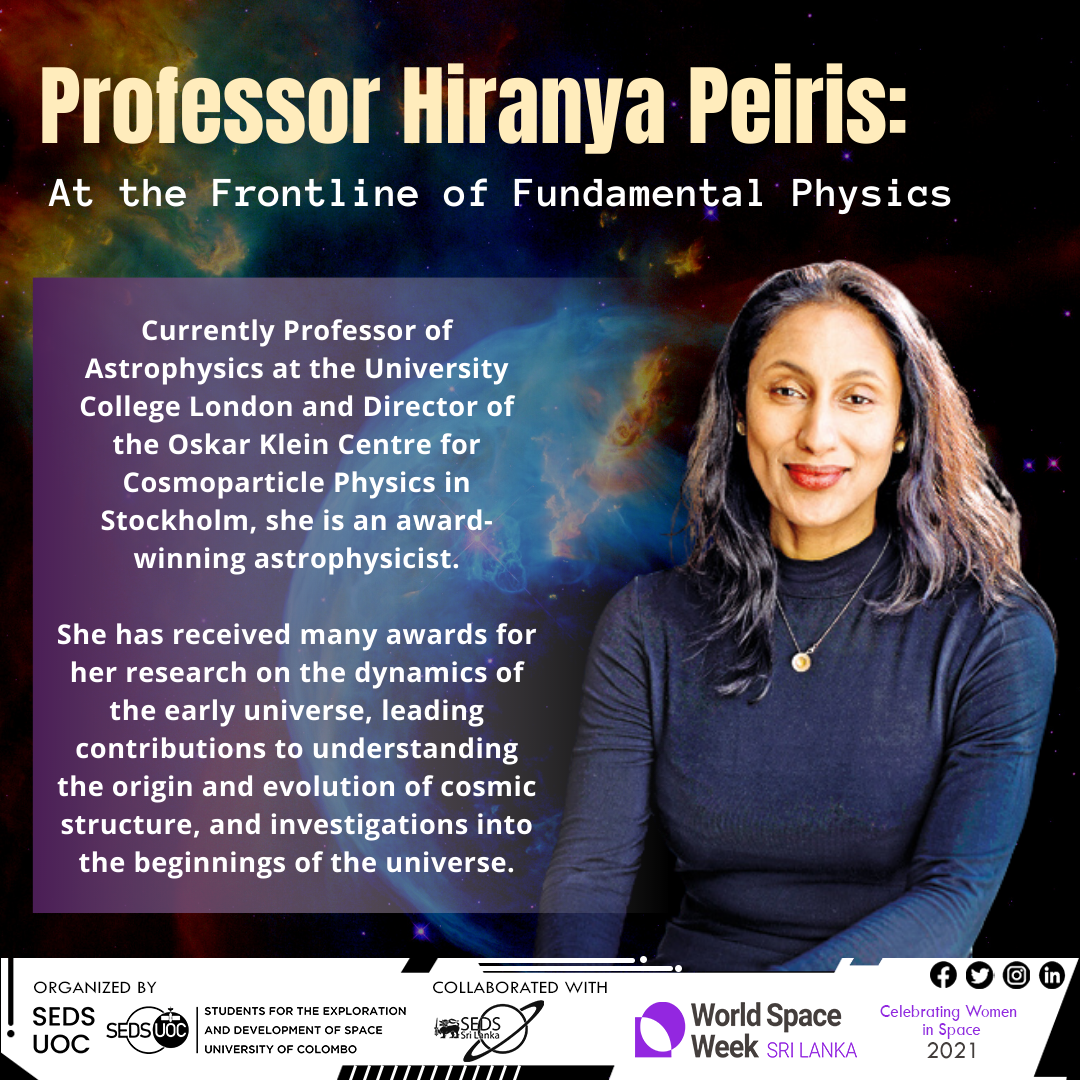 Professor Hiranya Peiris:
At the Frontline of Fundamental Physics
Currently Professor of
Astrophysics at the University
College London and Director of
the Oskar Klein Centre for
Cosmoparticle Physics in
Stockholm, she is an award-
winning astrophysicist.
She has received many awards for
her research on the dynamics of
the early universe, leading
contributions to understanding
the origin and evolution of cosmic
structure, and investigations into
the beginnings of the universe.
ORGANIZED BY
SEDS
UOC
SEDS UOC
STUDENTS FOR THE EXPLORATION
AND DEVELOPMENT OF SPACE
UNIVERSITY OF COLOMBO
COLLABORATED WITH
SEDS
Sri Lanka
World Space
Week SRI LANKA
Celebrating Women
in Space
2021